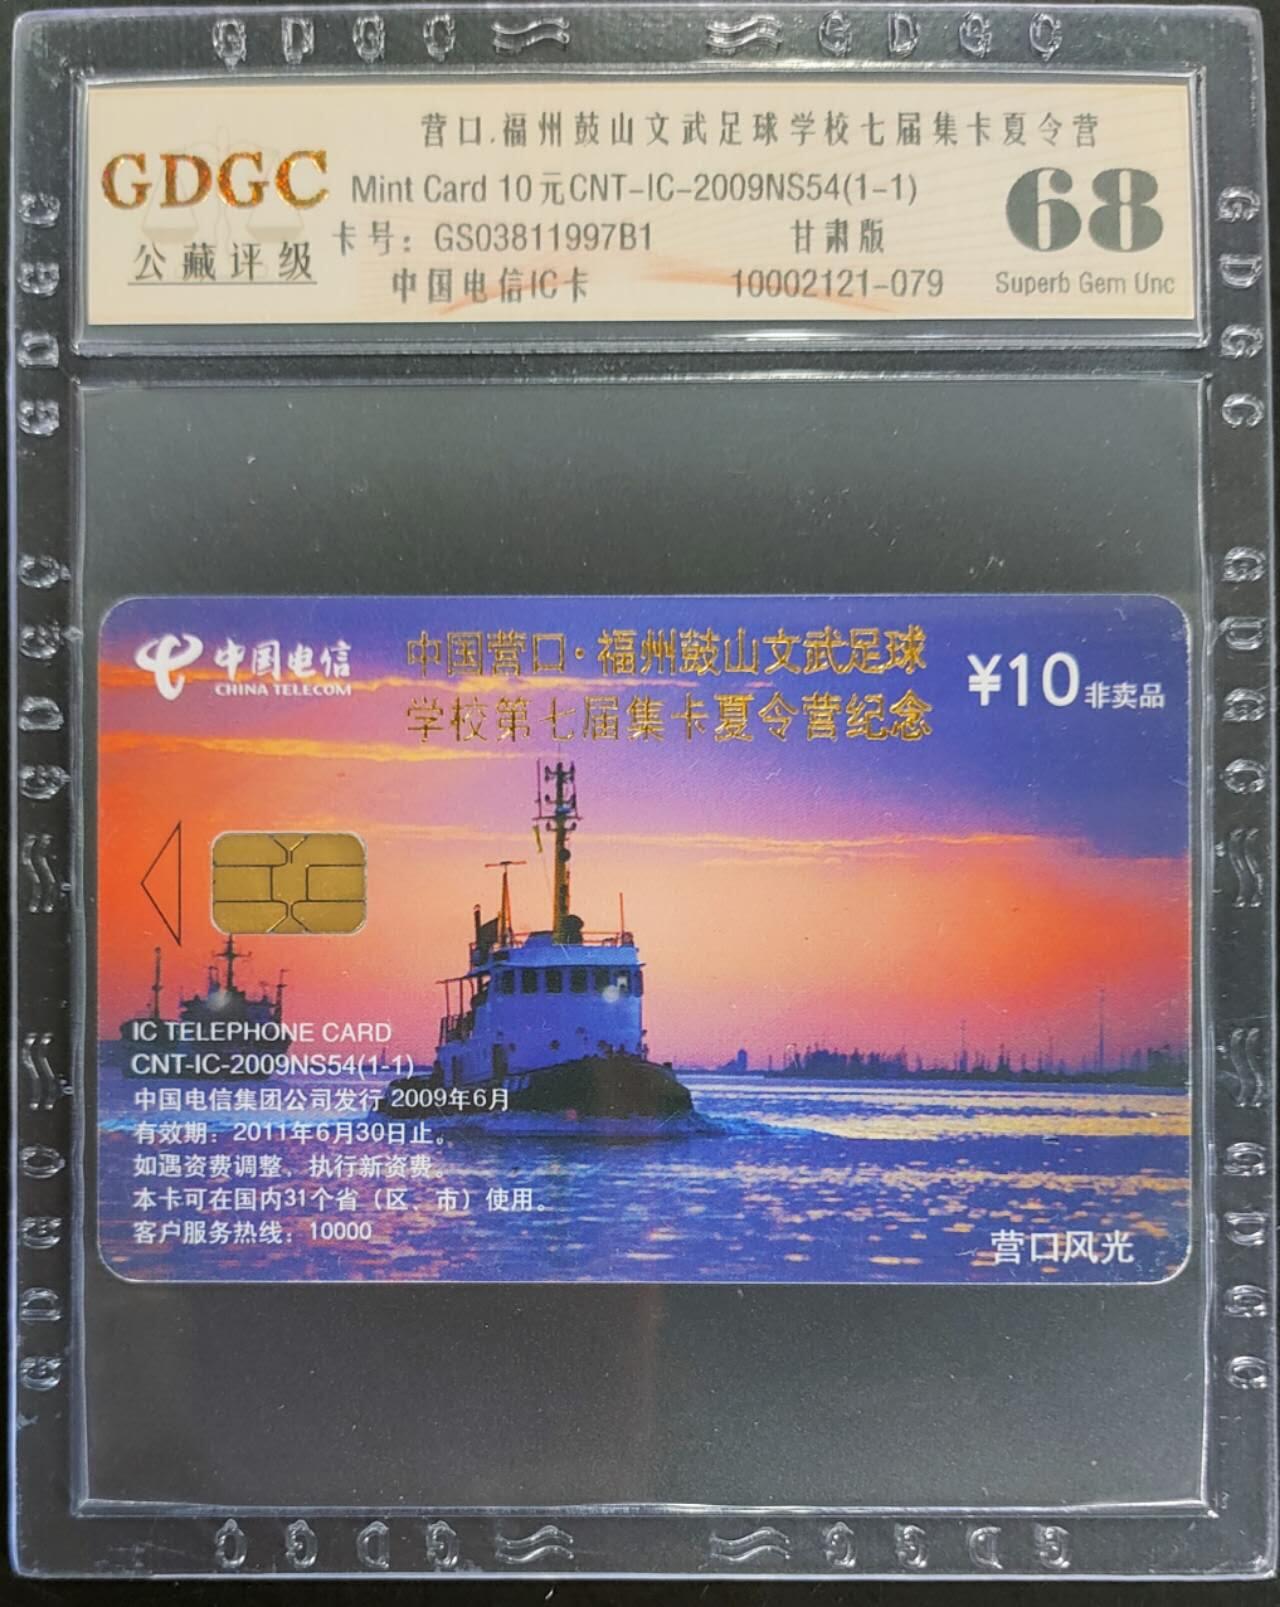 GDGC GDGC
营口.福州鼓山文武足球学校七届集卡夏令营
GDGC
Mint Card 10元CNT-IC-2009NS54(1-1)
68
公藏评级
卡号：GS03811997B1
甘肃版
中国电信IC卡
10002121-079
Superb Gem Unc
中国电信
CHINA TELECOM
中国营口·福州鼓山文武足球
学校第七届集卡夏令营纪念
¥10非卖品
IC TELEPHONE CARD
CNT-IC-2009NS54(1-1)
中国电信集团公司发行 2009年6月
有效期：2011年6月30日止。
如遇资费调整，执行新资费。
本卡可在国内31个省（区、市）使用。
客户服务热线：10000
营口风光